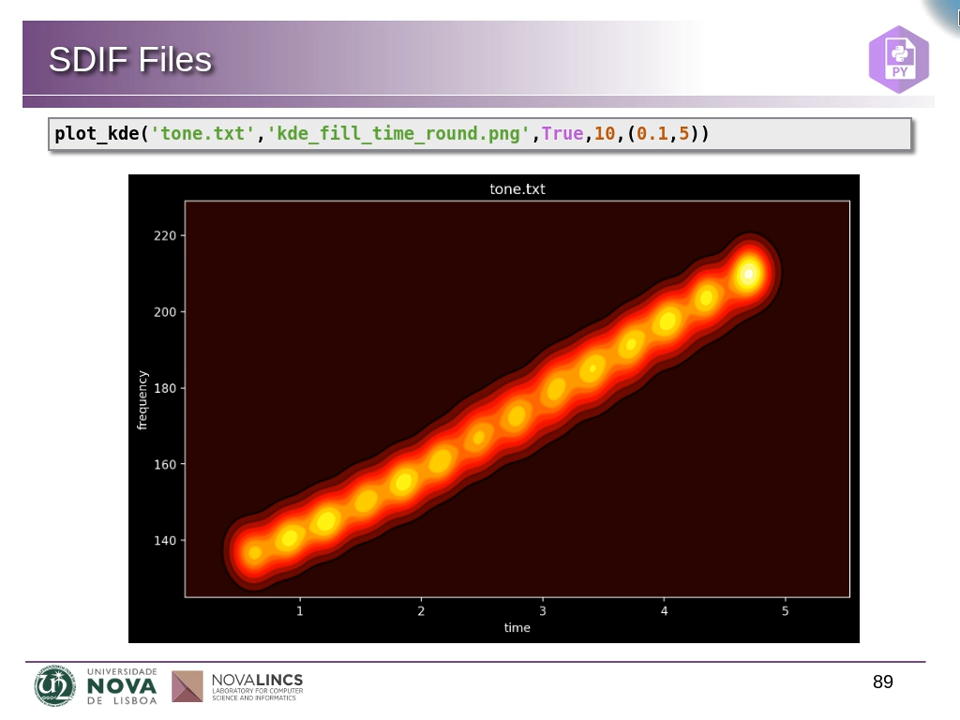 SDIF Files
PY
plot_kde('tone.txt','kde_fill_time_round.png',True,10,(0.1,5))
tone.txt
220
200
180
160
140
frequency
1 2 3 4 5
time
UNIVERSIDADE
NOVA
DE LISBOA
NOVALINCS
LABORATORY FOR COMPUTER
SCIENCE AND INFORMATICS
89